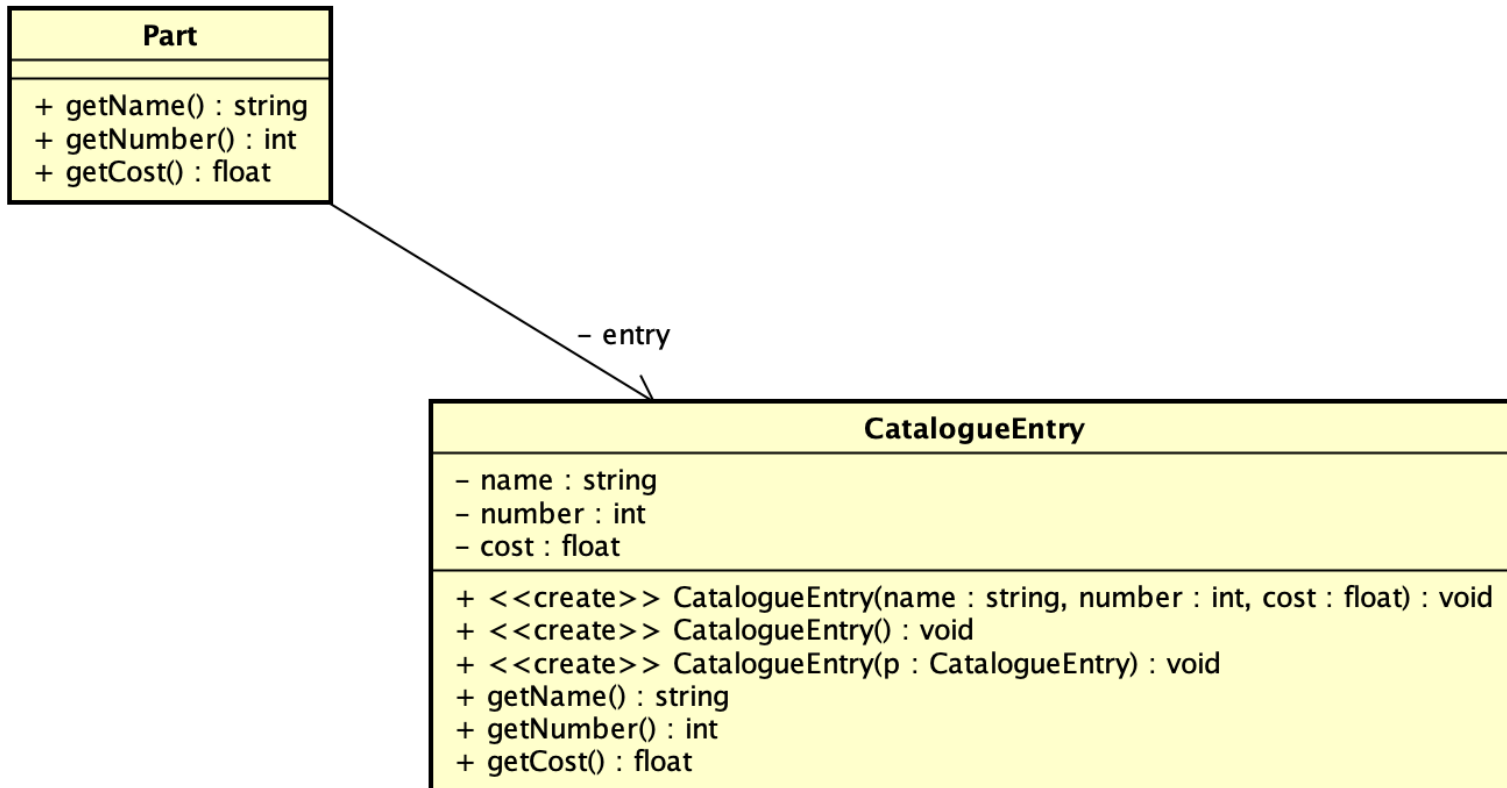 Part
+ getName() : string
+ getNumber() : int
+ getCost() : float
- entry
CatalogueEntry
- name : string
- number : int
- cost : float
+ <<create>> CatalogueEntry(name : string, number : int, cost : float) : void
+ <<create>> CatalogueEntry() : void
+ <<create>> CatalogueEntry(p : CatalogueEntry) : void
+ getName() : string
+ getNumber() : int
+ getCost() : float